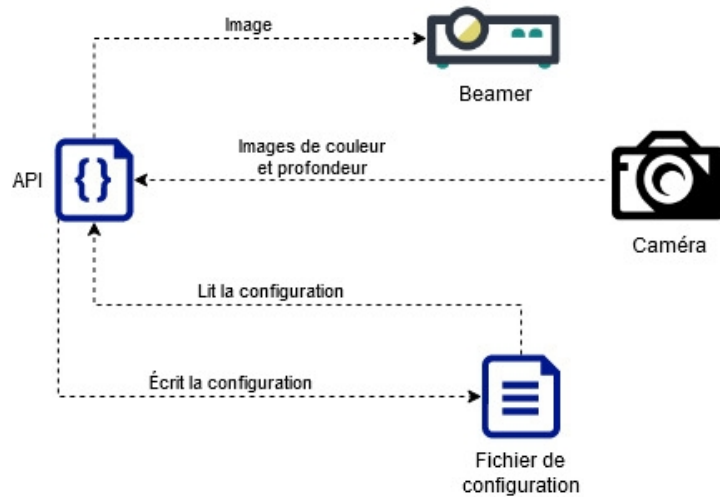 Image
Beamer
Images de couleur
et profondeur
API
{}
Caméra
Lit la configuration
Écrit la configuration
Fichier de
configuration